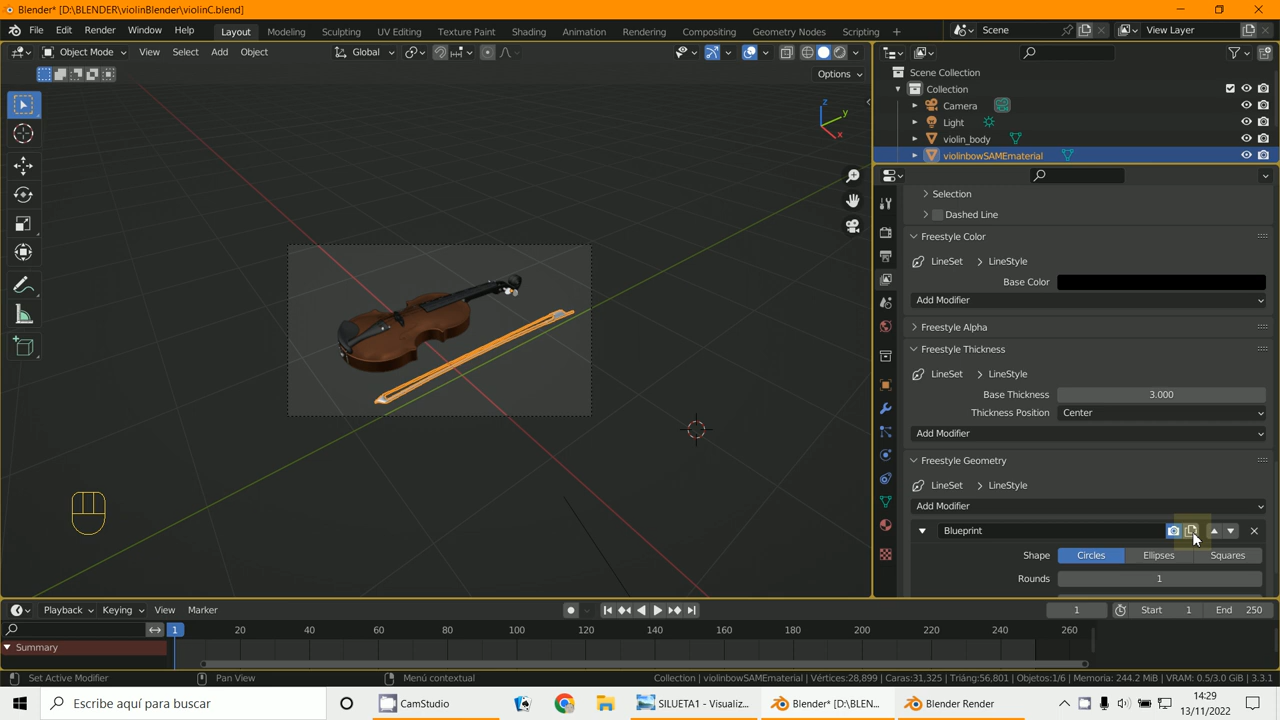 Blender* [D:\BLENDER\violinBlender\violinC.blend]
File Edit Render Window Help Layout Modeling Sculpting UV Editing Texture Paint Shading Animation Rendering Compositing Geometry Nodes Scripting + Scene View Layer
Object Mode View Select Add Object Global
Options
Scene Collection
Collection
Camera
Light
violin_body
violinbowSAMEmaterial
z
y
x
Selection
Dashed Line
Freestyle Color
LineSet > LineStyle
Base Color
Add Modifier
Freestyle Alpha
Freestyle Thickness
LineSet > LineStyle
Base Thickness 3.000
Thickness Position Center
Add Modifier
Freestyle Geometry
LineSet > LineStyle
Add Modifier
Blueprint
Shape Circles Ellipses Squares
Rounds 1
Playback Keying View Marker 1 Start 1 End 250
1 20 40 60 80 100 120 140 160 180 200 220 240 260
Summary
Set Active Modifier Pan View Menú contextual Collection | violinbowSAMEmaterial | Vértices:28,899 | Caras:31,325 | Triáng:56,801 | Objetos:1/6 | Memoria: 244.2 MiB | VRAM: 0.5/3.0 GiB | 3.3.1
Escribe aquí para buscar CamStudio SILUETA1 - Visualiz... Blender* [D:\BLEN... Blender Render 14:29
13/11/2022